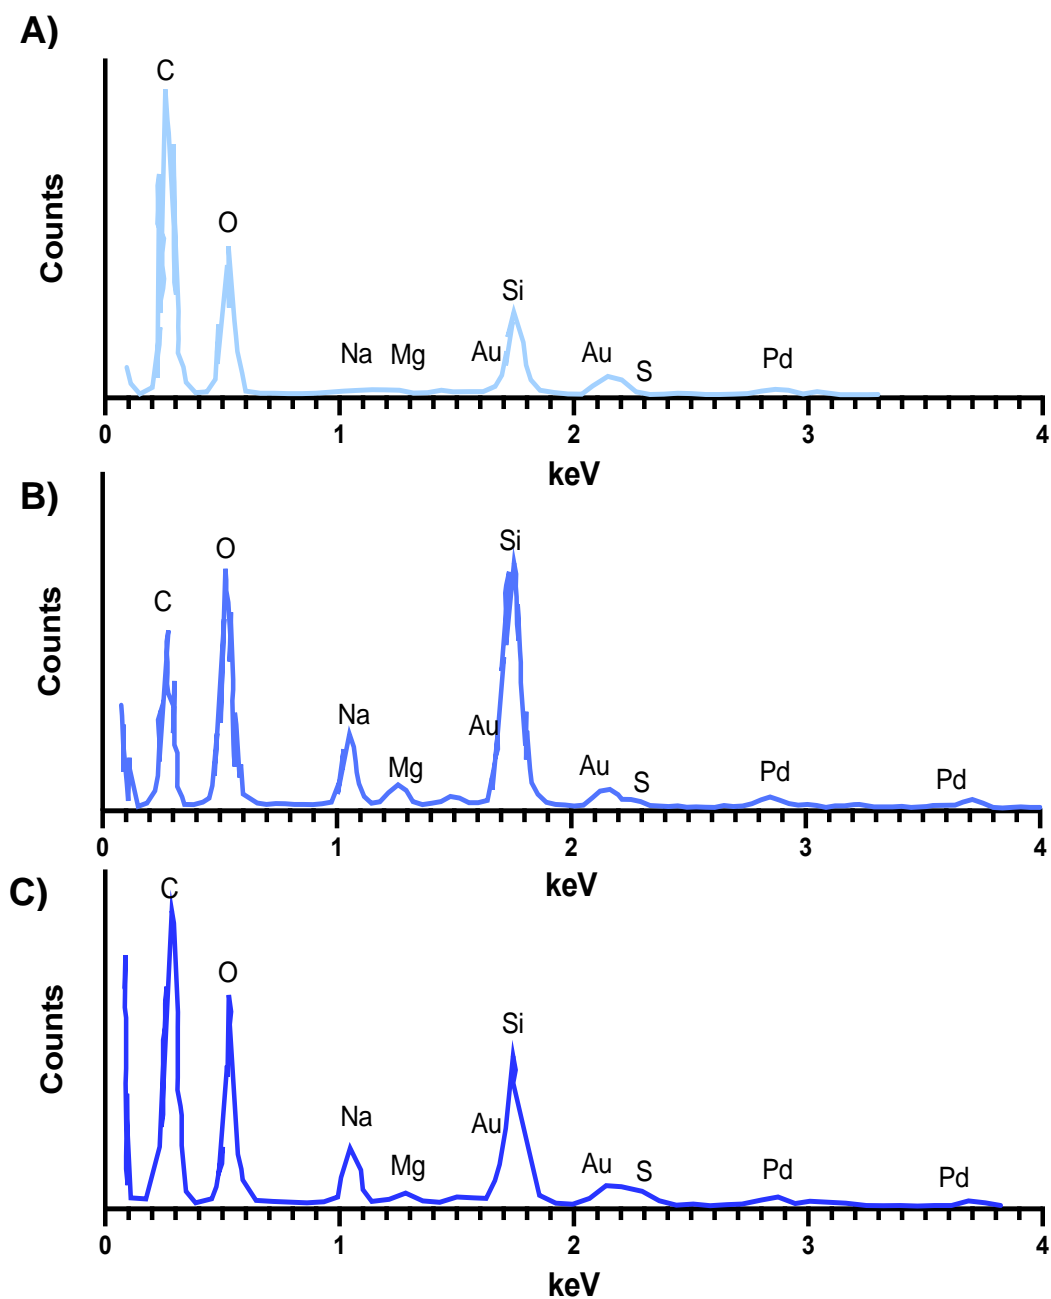 A)
C
O
Si
Na Mg Au Au S Pd
Counts
0 1 2 3 4
keV
B)
O Si
C
Na Au
Mg Au S Pd Pd
Counts
0 1 2 3 4
keV
C)
C
O
Si
Na Au
Mg Au S Pd Pd
Counts
0 1 2 3 4
keV